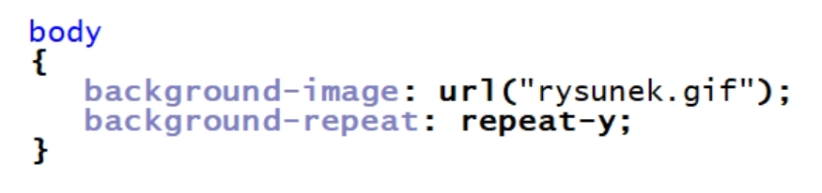 body
{
background-image: url("rysunek.gif");
background-repeat: repeat-y;
}